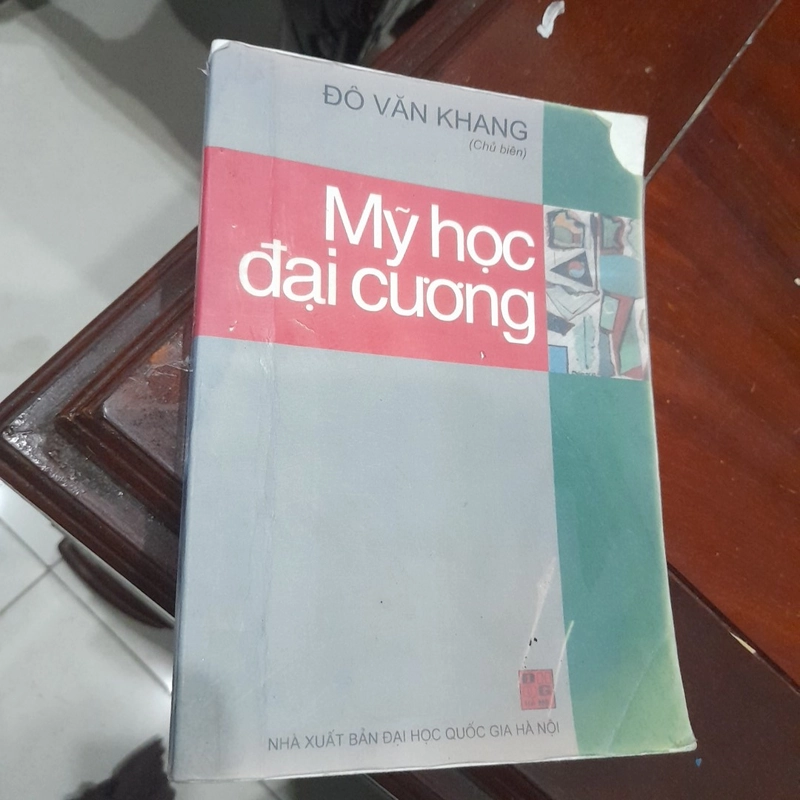 ĐỖ VĂN KHANG
(Chủ biên)
Mỹ học
đại cương
NHÀ XUẤT BẢN ĐẠI HỌC QUỐC GIA HÀ NỘI